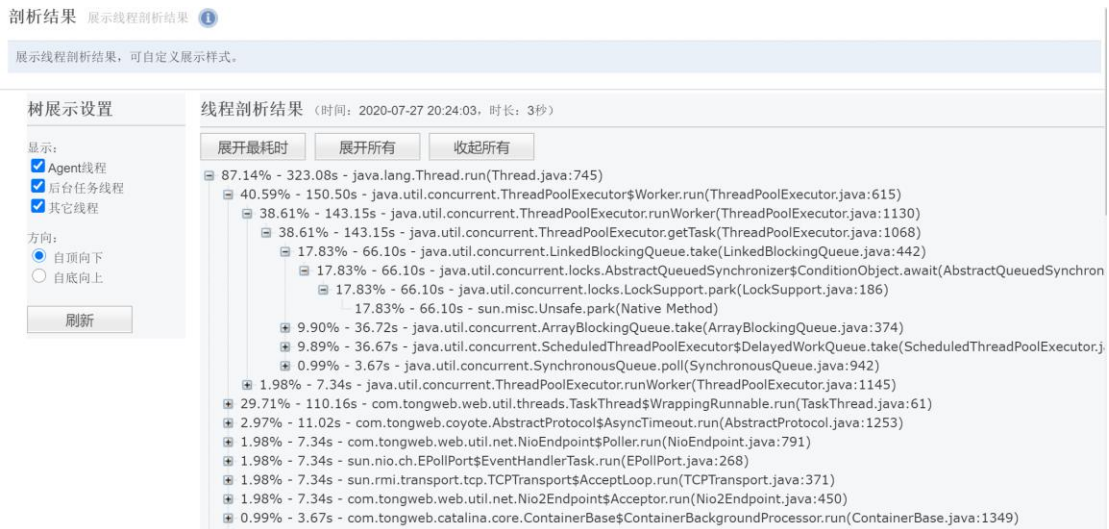 剖析结果 展示线程剖析结果
展示线程剖析结果，可自定义展示样式。
树展示设置
显示：
Agent线程
后台任务线程
其它线程
方向：
自顶向下
自底向上
刷新
线程剖析结果 （时间：2020-07-27 20:24:03，时长：3秒）
展开最耗时 展开所有 收起所有
87.14% - 323.08s - java.lang.Thread.run(Thread.java:745)
40.59% - 150.50s - java.util.concurrent.ThreadPoolExecutor$Worker.run(ThreadPoolExecutor.java:615)
38.61% - 143.15s - java.util.concurrent.ThreadPoolExecutor.runWorker(ThreadPoolExecutor.java:1130)
38.61% - 143.15s - java.util.concurrent.ThreadPoolExecutor.getTask(ThreadPoolExecutor.java:1068)
17.83% - 66.10s - java.util.concurrent.LinkedBlockingQueue.take(LinkedBlockingQueue.java:442)
17.83% - 66.10s - java.util.concurrent.locks.AbstractQueuedSynchronizer$ConditionObject.await(AbstractQueuedSynchron
17.83% - 66.10s - java.util.concurrent.locks.LockSupport.park(LockSupport.java:186)
17.83% - 66.10s - sun.misc.Unsafe.park(Native Method)
9.90% - 36.72s - java.util.concurrent.ArrayBlockingQueue.take(ArrayBlockingQueue.java:374)
9.89% - 36.67s - java.util.concurrent.ScheduledThreadPoolExecutor$DelayedWorkQueue.take(ScheduledThreadPoolExecutor.j
0.99% - 3.67s - java.util.concurrent.SynchronousQueue.poll(SynchronousQueue.java:942)
1.98% - 7.34s - java.util.concurrent.ThreadPoolExecutor.runWorker(ThreadPoolExecutor.java:1145)
29.71% - 110.16s - com.tongweb.web.util.threads.TaskThread$WrappingRunnable.run(TaskThread.java:61)
2.97% - 11.02s - com.tongweb.coyote.AbstractProtocol$AsyncTimeout.run(AbstractProtocol.java:1253)
1.98% - 7.34s - com.tongweb.web.util.net.NioEndpoint$Poller.run(NioEndpoint.java:791)
1.98% - 7.34s - sun.nio.ch.EPollPort$EventHandlerTask.run(EPollPort.java:268)
1.98% - 7.34s - sun.rmi.transport.tcp.TCPTransport$AcceptLoop.run(TCPTransport.java:371)
1.98% - 7.34s - com.tongweb.web.util.net.Nio2Endpoint$Acceptor.run(Nio2Endpoint.java:450)
0.99% - 3.67s - com.tongweb.catalina.core.ContainerBase$ContainerBackgroundProcessor.run(ContainerBase.java:1349)